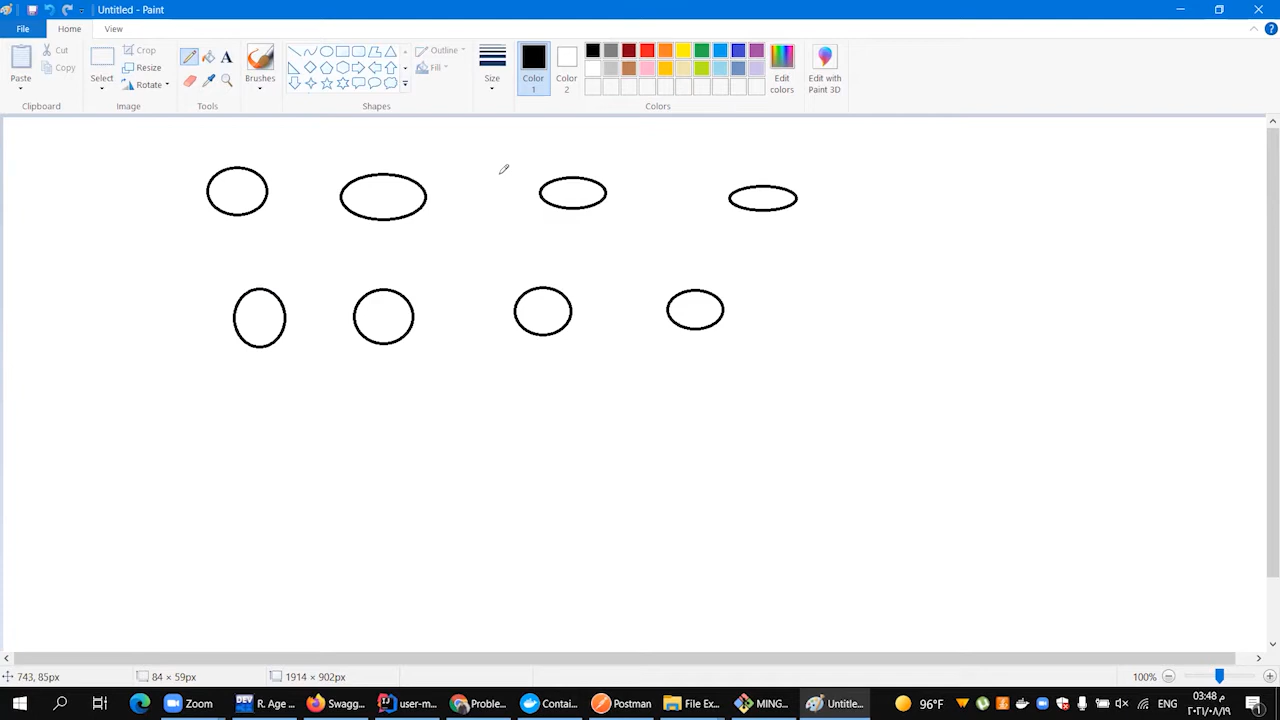 Untitled - Paint
File Home View
Paste Cut Copy Clipboard
Select Crop Resize Rotate Image
A Tools
Brushes
Shapes Outline Fill
Size
Color 1 Color 2 Colors
Edit colors
Edit with Paint 3D
743, 85px 84 × 59px 1914 × 902px 100%
Zoom R. Age ... Swagg... user-m... Proble... Contai... Postman File Ex... MING... Untitle... 96°F ENG 03:48 م